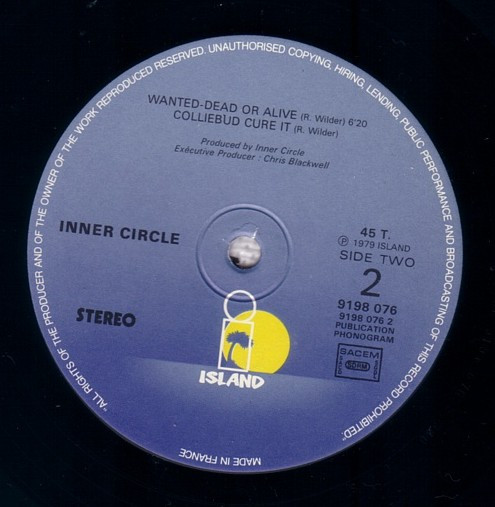 "ALL RIGHTS OF THE PRODUCER AND OF THE OWNER OF THE WORK REPRODUCED RESERVED. UNAUTHORISED COPYING, HIRING, LENDING, PUBLIC PERFORMANCE AND BROADCASTING OF THIS RECORD PROHIBITED"
WANTED-DEAD OR ALIVE (R. Wilder) 6'20
COLLIEBUD CURE IT (R. Wilder)
Produced by Inner Circle
Exécutive Producer : Chris Blackwell
INNER CIRCLE
45 T.
Ⓟ 1979 ISLAND
SIDE TWO
2
9198 076
9198 076 2
PUBLICATION
PHONOGRAM
STEREO
SACEM
SDRM
ISLAND
MADE IN FRANCE